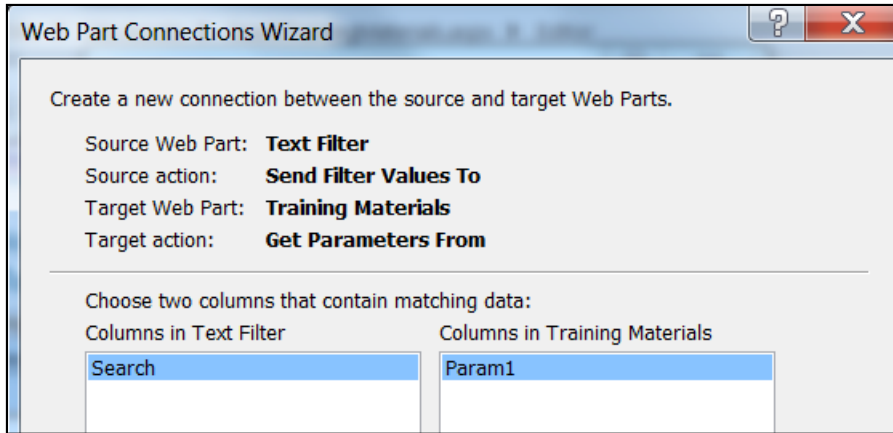 Web Part Connections Wizard
Create a new connection between the source and target Web Parts.
Source Web Part: Text Filter
Source action: Send Filter Values To
Target Web Part: Training Materials
Target action: Get Parameters From
Choose two columns that contain matching data:
Columns in Text Filter Columns in Training Materials
Search Param1